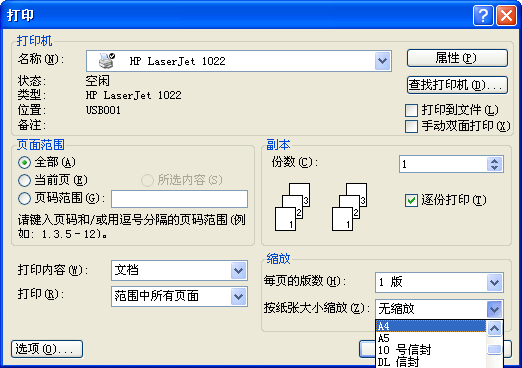 打印
打印机
名称(N):
HP LaserJet 1022
属性(P)
状态:
空闲
查找打印机(D)...
类型:
HP LaserJet 1022
位置:
USB001
打印到文件(L)
备注:
手动双面打印(X)
页面范围
全部(A)
当前页(E)
所选内容(S)
页码范围(G):
请键入页码和/或用逗号分隔的页码范围(例
如: 1.3.5-12)。
副本
份数(C):
1
1 2 3
1 2 3
逐份打印(T)
打印内容(W):
文档
打印(R):
范围中所有页面
缩放
每页的版数(H):
1 版
按纸张大小缩放(Z):
无缩放
A4
A5
10 号信封
DL 信封
选项(O)...